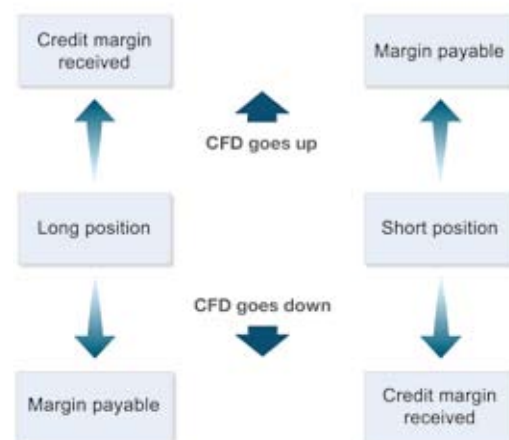 Credit margin
received
Margin payable
CFD goes up
Long position
Short position
CFD goes down
Margin payable
Credit margin
received